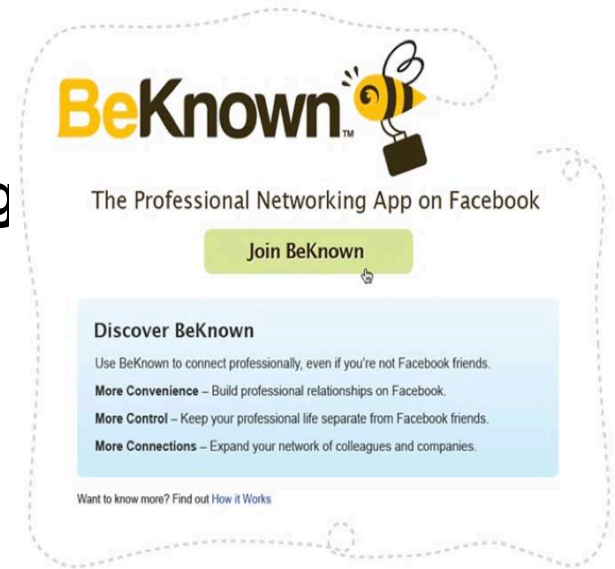 BeKnown™
g
The Professional Networking App on Facebook
Join BeKnown
Discover BeKnown
Use BeKnown to connect professionally, even if you're not Facebook friends.
More Convenience – Build professional relationships on Facebook.
More Control – Keep your professional life separate from Facebook friends.
More Connections – Expand your network of colleagues and companies.
Want to know more? Find out How it Works